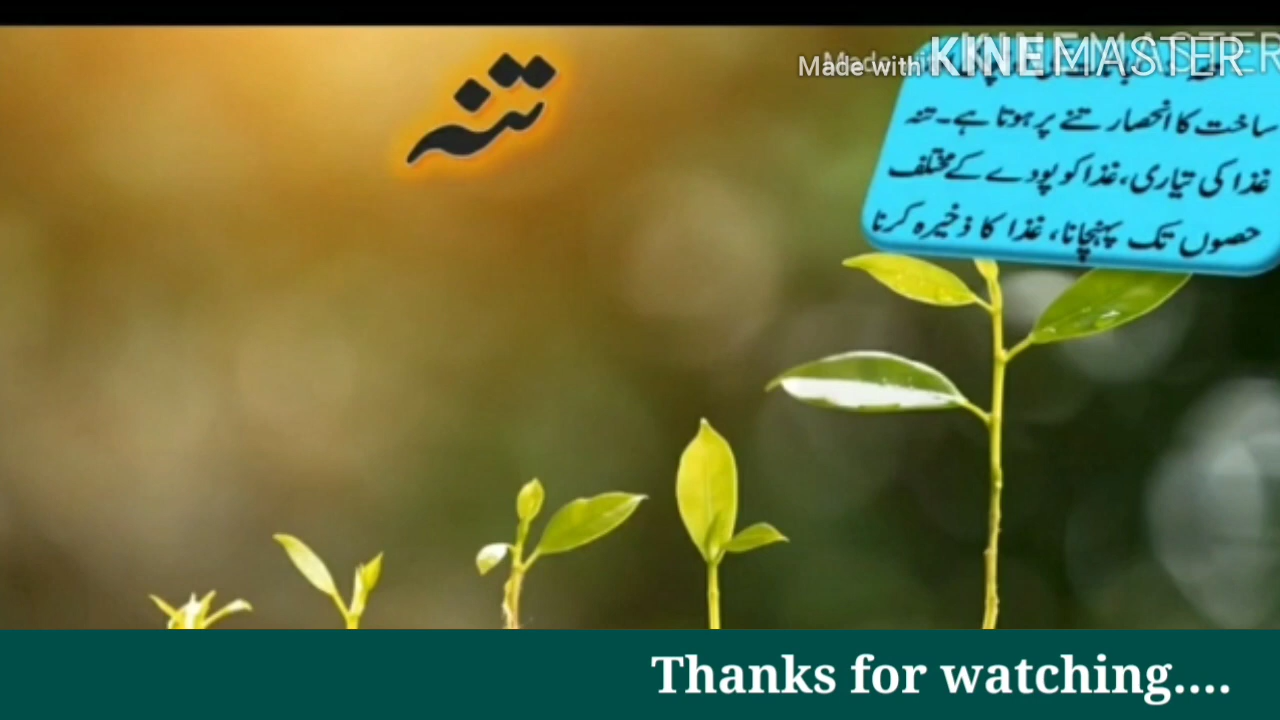 تنہ
Made with KINEMASTER
ساخت کا انحصار تنے پر ہوتا ہے۔ تنہ
غذا کی تیاری، غذا کو پودے کے مختلف
حصوں تک پہنچانا، غذا کا ذخیرہ کرنا
Thanks for watching....